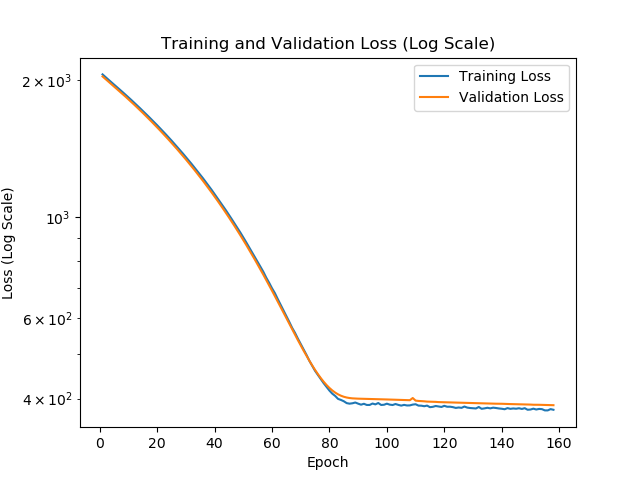 Training and Validation Loss (Log Scale)
Training Loss
Validation Loss
Loss (Log Scale)
2 × 10³
10³
6 × 10²
4 × 10²
0 20 40 60 80 100 120 140 160
Epoch